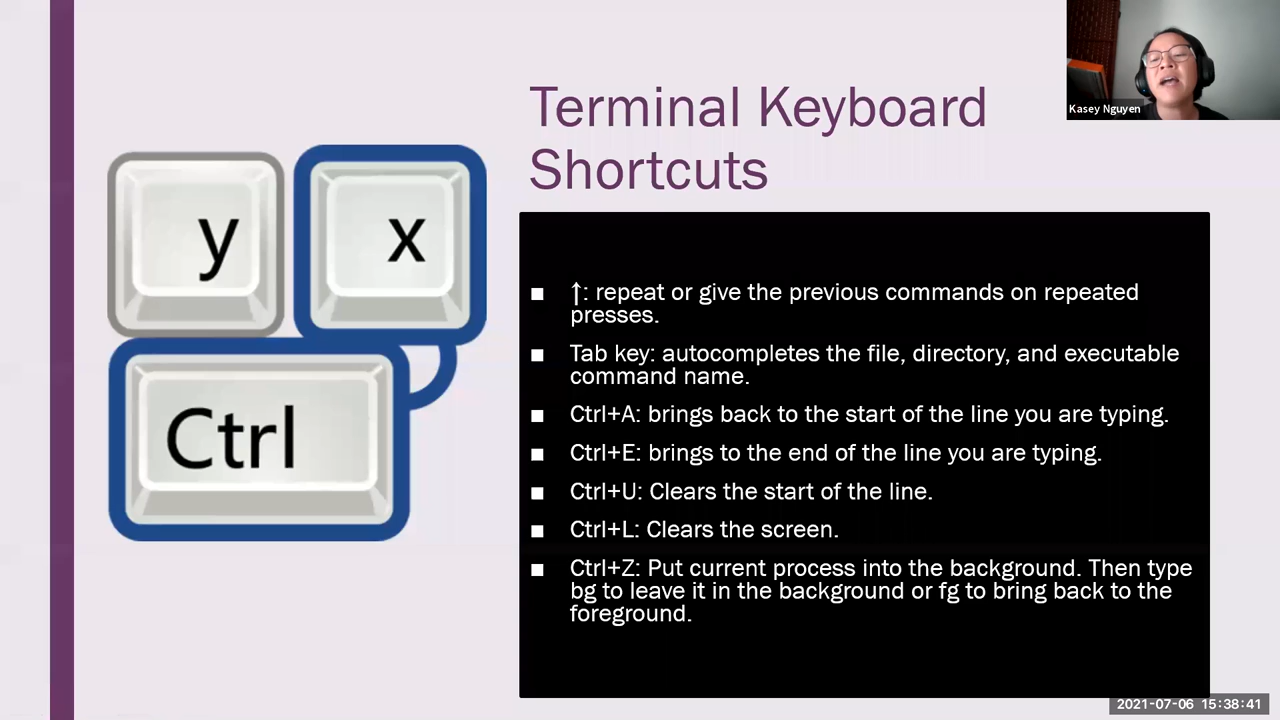 Terminal Keyboard
Shortcuts
Kasey Nguyen
y
x
Ctrl
■ ↑: repeat or give the previous commands on repeated
presses.
■ Tab key: autocompletes the file, directory, and executable
command name.
■ Ctrl+A: brings back to the start of the line you are typing.
■ Ctrl+E: brings to the end of the line you are typing.
■ Ctrl+U: Clears the start of the line.
■ Ctrl+L: Clears the screen.
■ Ctrl+Z: Put current process into the background. Then type
bg to leave it in the background or fg to bring back to the
foreground.
2021-07-06 15:38:41